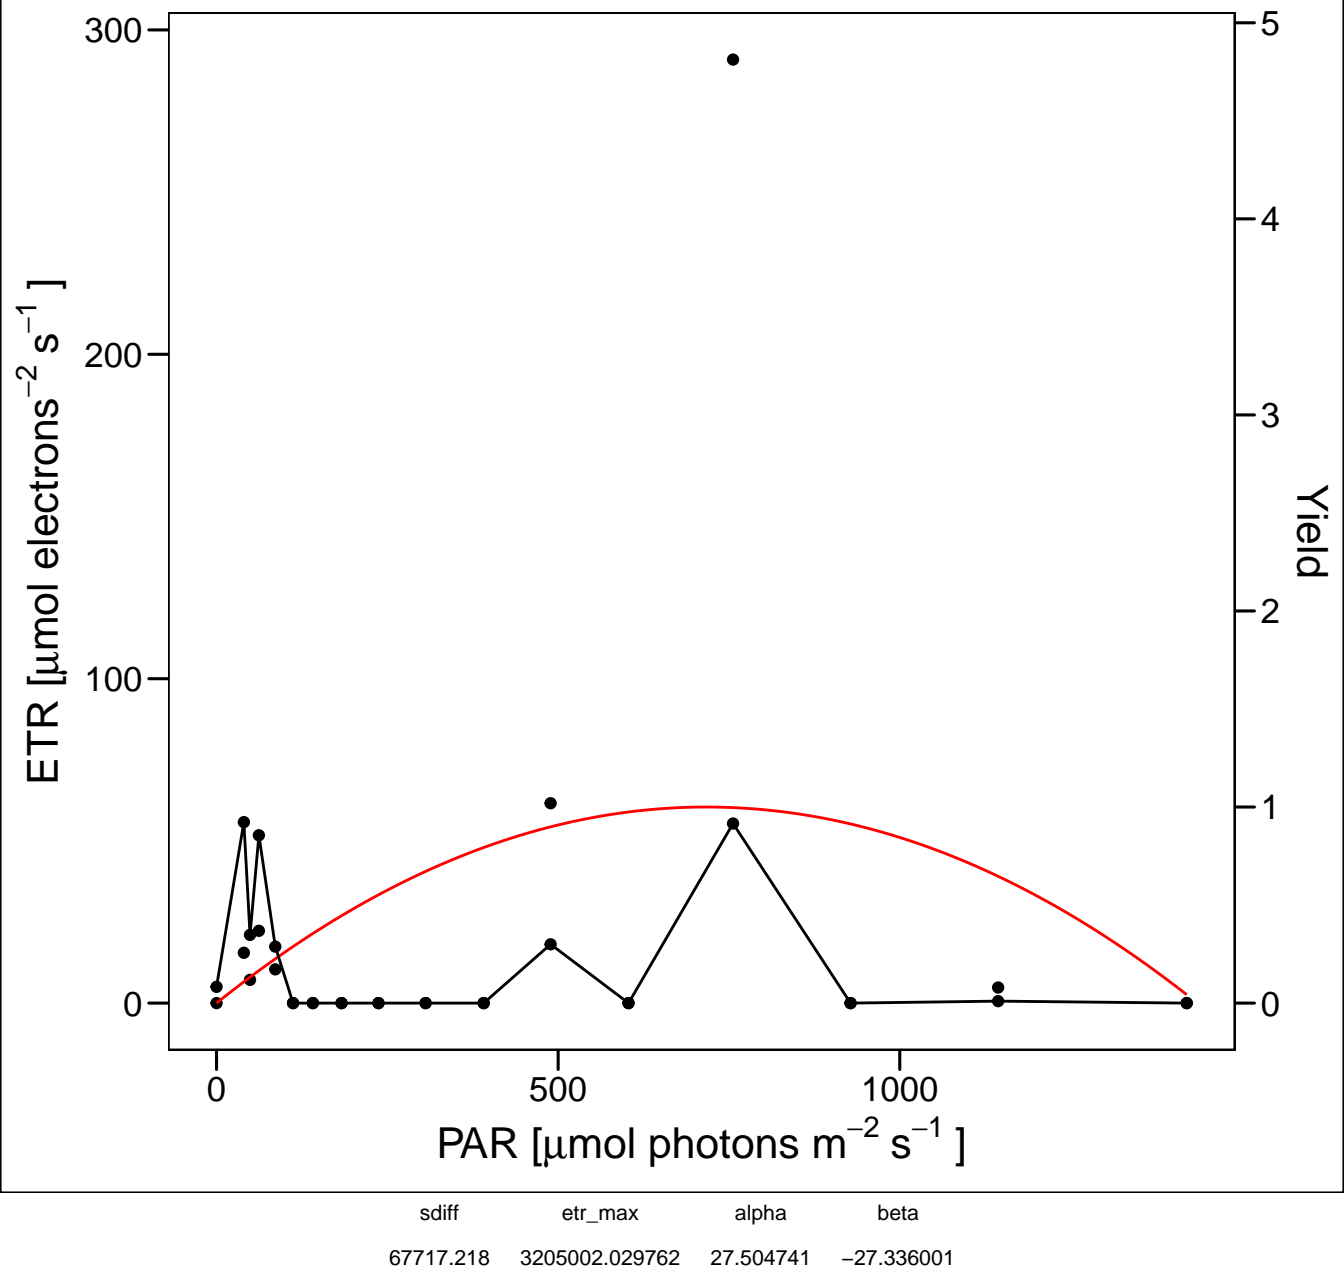 300
200
100
0
ETR [μmol electrons⁻² s⁻¹ ]
5
4
3
2
1
0
Yield
0 500 1000
PAR [μmol photons m⁻² s⁻¹ ]
sdiff etr_max alpha beta
67717.218 3205002.029762 27.504741 −27.336001